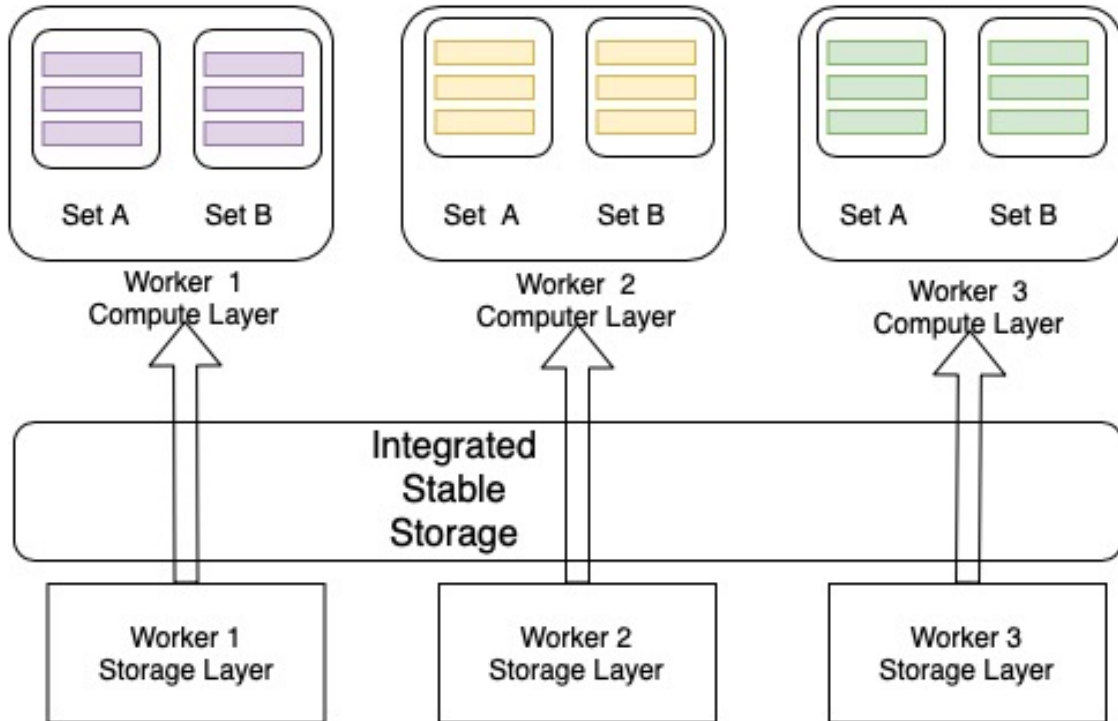 Set A
Set B
Set A
Set B
Set A
Set B
Worker 1
Compute Layer
Worker 2
Computer Layer
Worker 3
Compute Layer
Integrated
Stable
Storage
Worker 1
Storage Layer
Worker 2
Storage Layer
Worker 3
Storage Layer